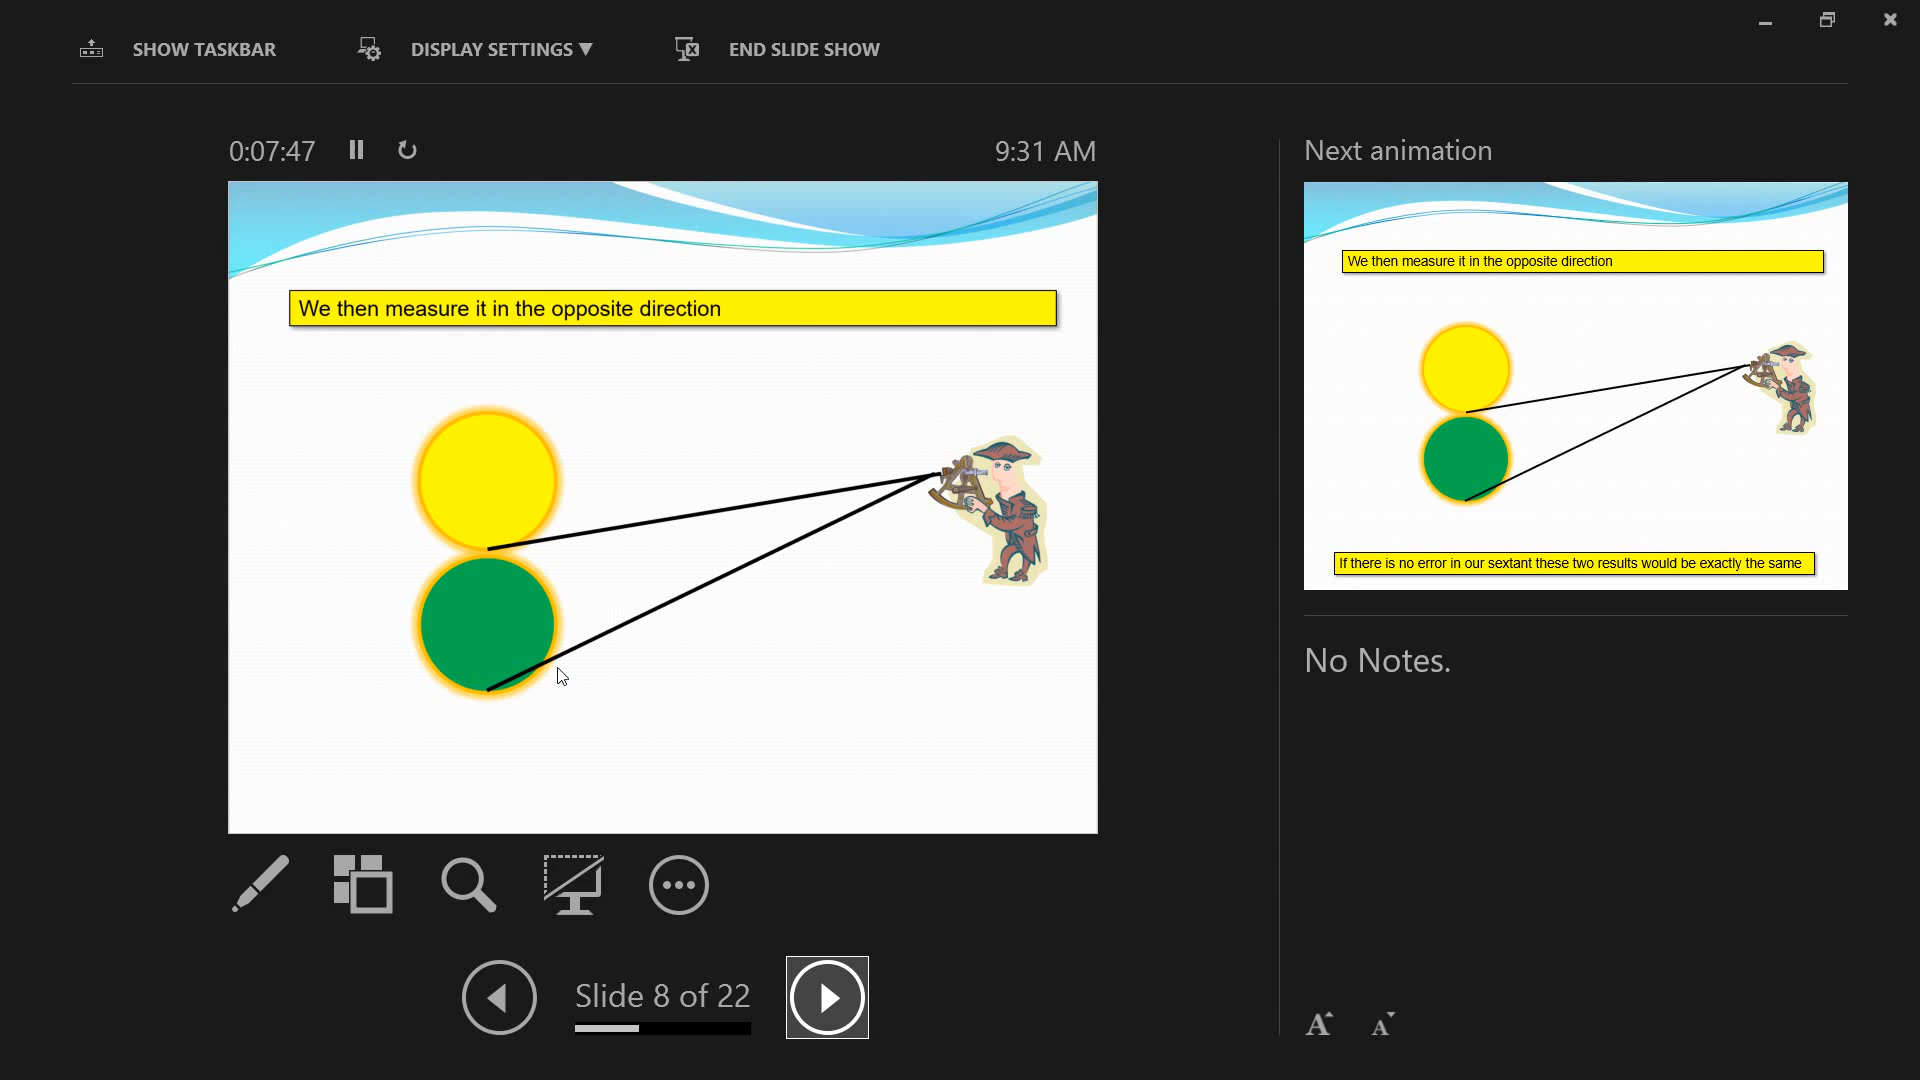 SHOW TASKBAR
DISPLAY SETTINGS ▼
END SLIDE SHOW
0:07:47
9:31 AM
We then measure it in the opposite direction
Slide 8 of 22
Next animation
We then measure it in the opposite direction
If there is no error in our sextant these two results would be exactly the same
No Notes.
A
A